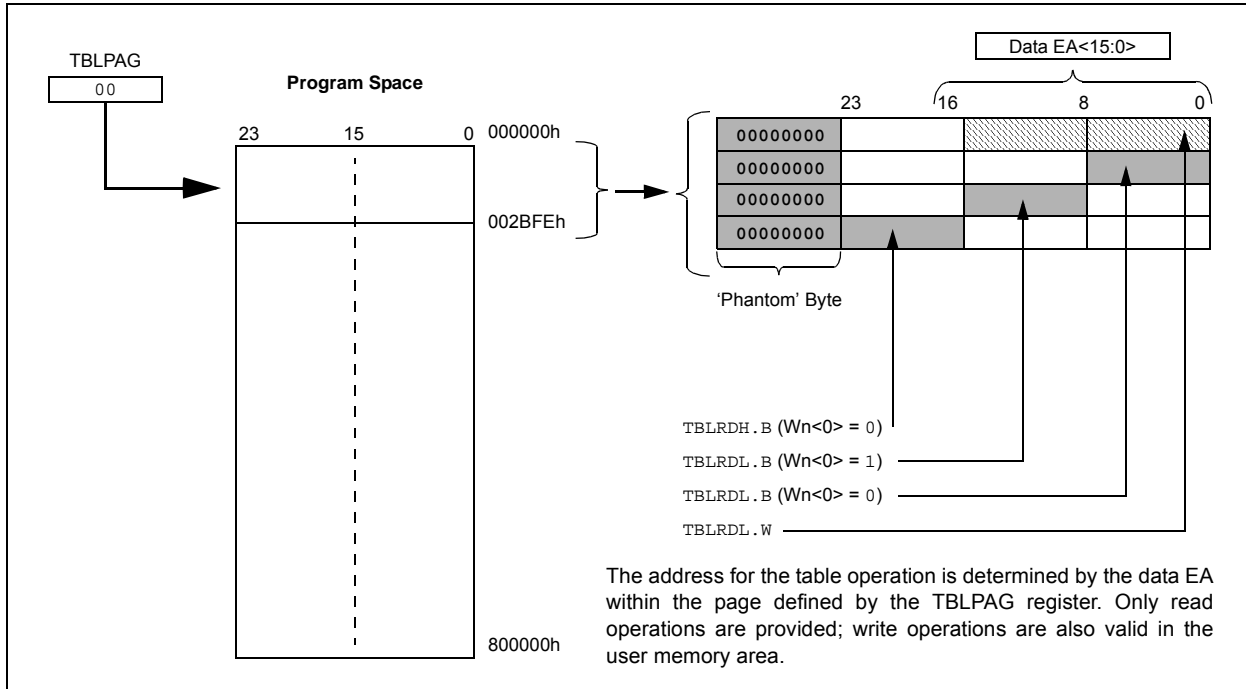 TBLPAG
00
Program Space
23 15 0
000000h
002BFEh
800000h
Data EA<15:0>
23 16 8 0
00000000
00000000
00000000
00000000
‘Phantom’ Byte
TBLRDH.B (Wn<0> = 0)
TBLRDL.B (Wn<0> = 1)
TBLRDL.B (Wn<0> = 0)
TBLRDL.W
The address for the table operation is determined by the data EA
within the page defined by the TBLPAG register. Only read
operations are provided; write operations are also valid in the
user memory area.